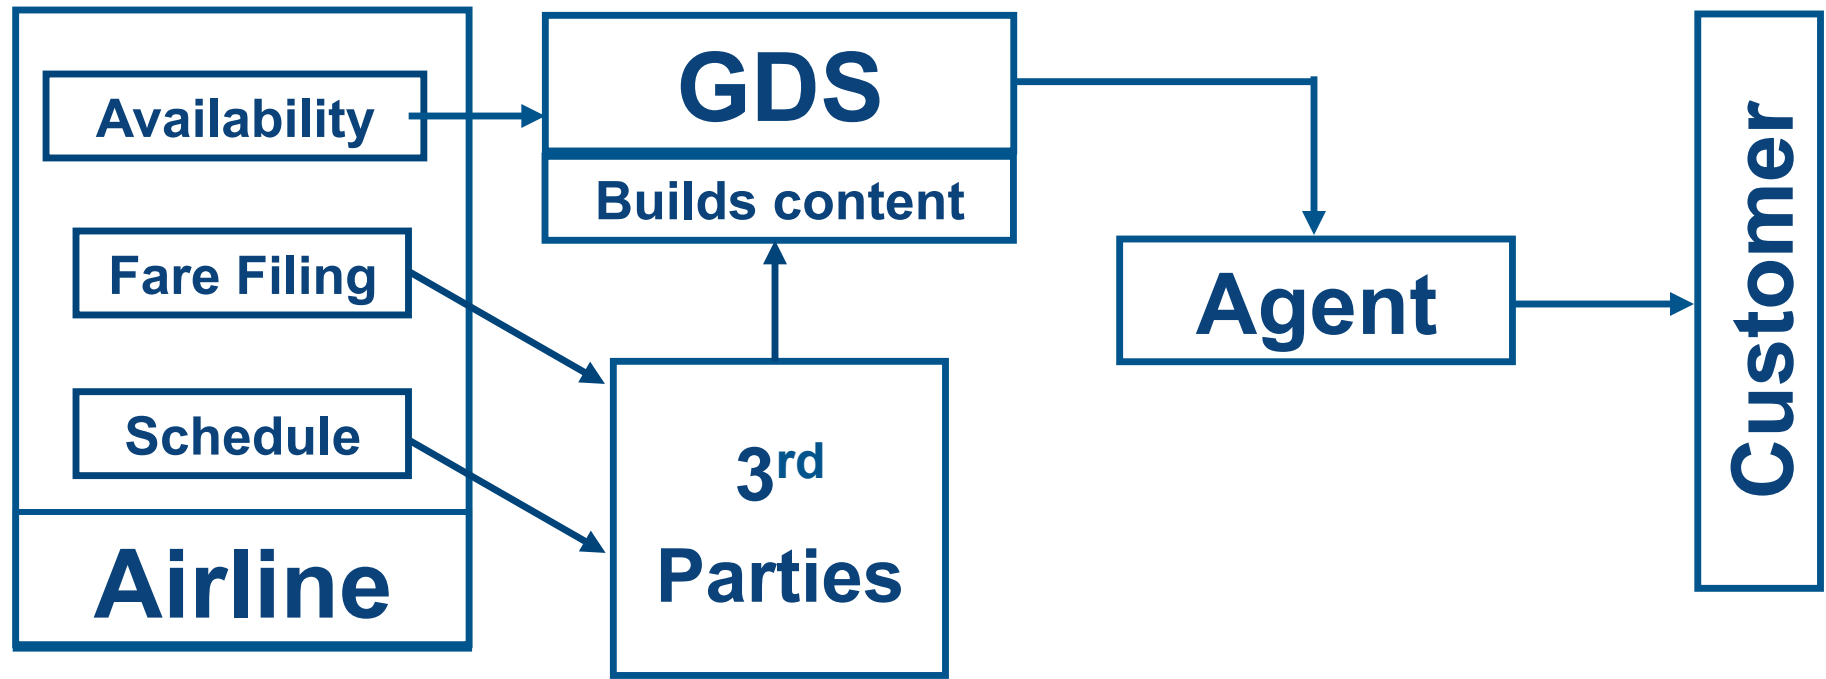 Availability
Fare Filing
Schedule
Airline
GDS
Builds content
3rd
Parties
Agent
Customer